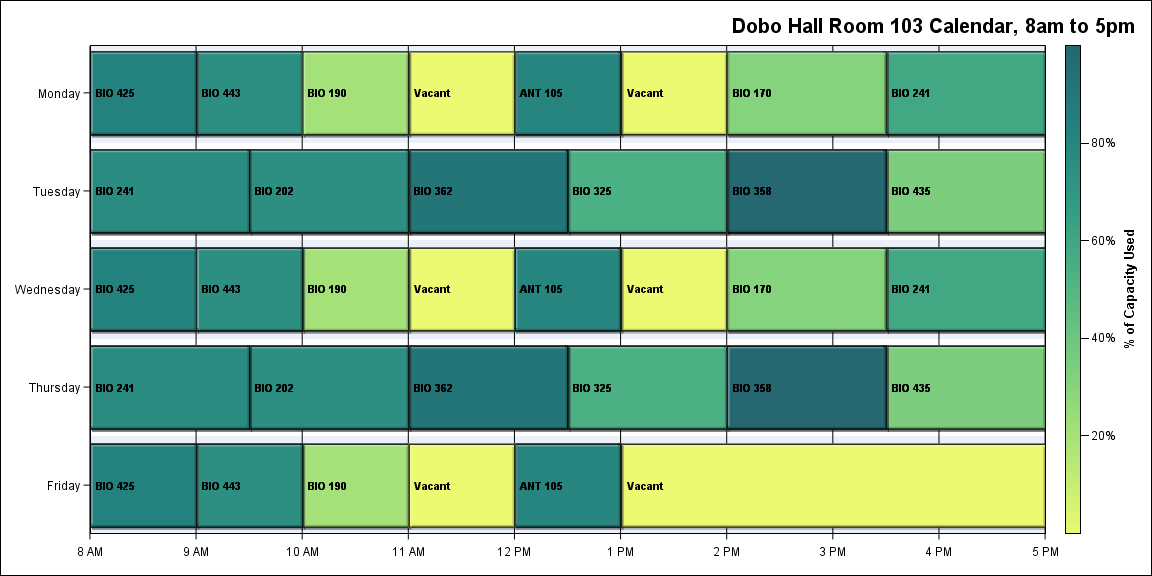 Dobo Hall Room 103 Calendar, 8am to 5pm
Monday
BIO 425
BIO 443
BIO 190
Vacant
ANT 105
Vacant
BIO 170
BIO 241
Tuesday
BIO 241
BIO 202
BIO 362
BIO 325
BIO 358
BIO 435
Wednesday
BIO 425
BIO 443
BIO 190
Vacant
ANT 105
Vacant
BIO 170
BIO 241
Thursday
BIO 241
BIO 202
BIO 362
BIO 325
BIO 358
BIO 435
Friday
BIO 425
BIO 443
BIO 190
Vacant
ANT 105
Vacant
8 AM
9 AM
10 AM
11 AM
12 PM
1 PM
2 PM
3 PM
4 PM
5 PM
80%
60%
40%
20%
% of Capacity Used